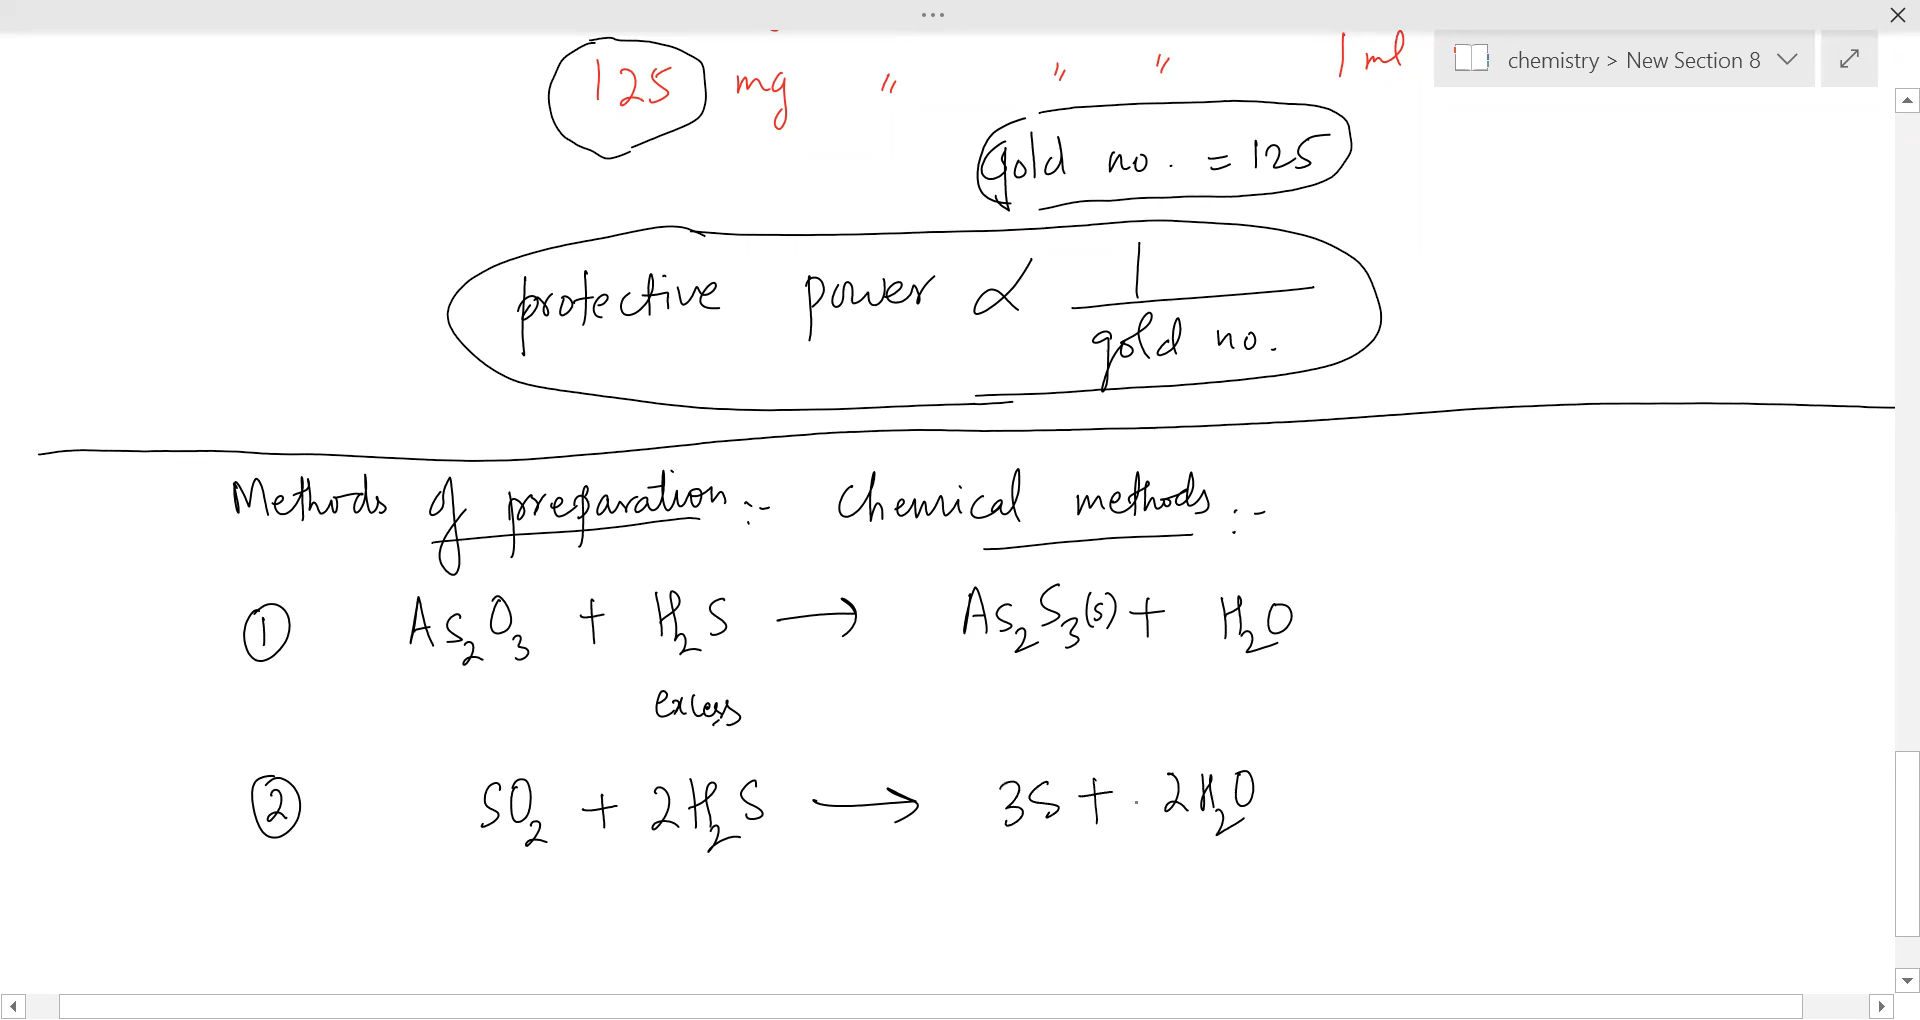 125 mg " " " 1 ml
chemistry > New Section 8
gold no. = 125
protective power ∝ 1 / gold no.
Methods of preparation :- Chemical methods :-
① As₂O₃ + H₂S → As₂S₃(s) + H₂O
excess
② SO₂ + 2H₂S → 3S + 2H₂O